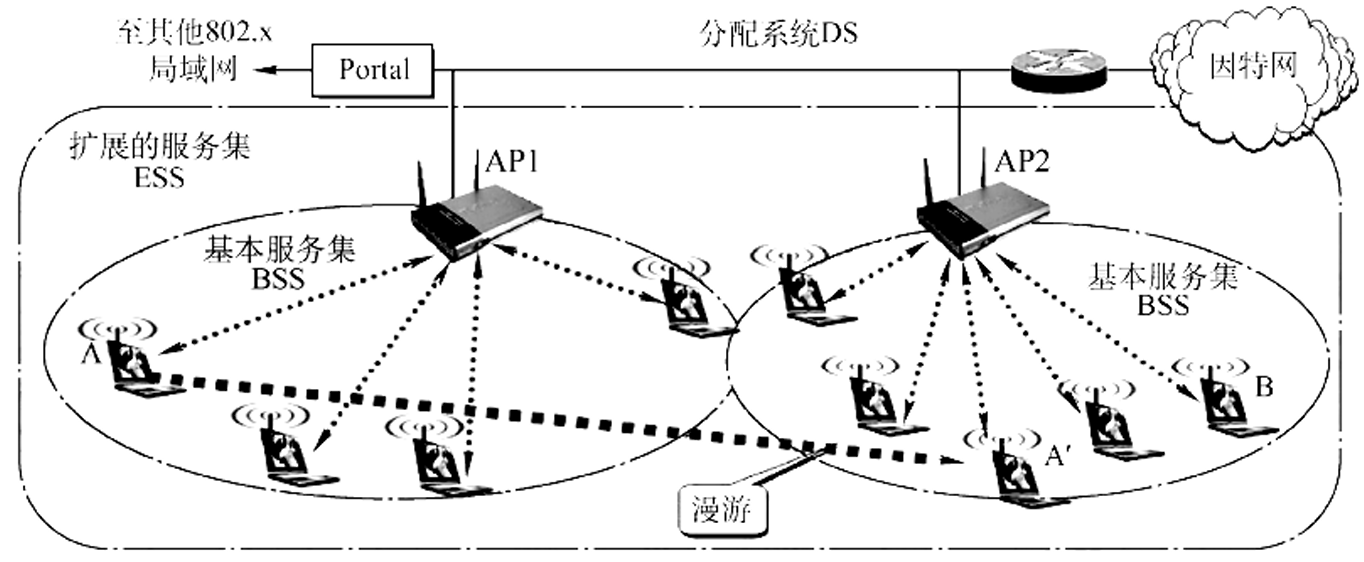 至其他802.x
局域网
Portal
分配系统DS
因特网
扩展的服务集
ESS
AP1
AP2
基本服务集
BSS
基本服务集
BSS
A
B
A′
漫游